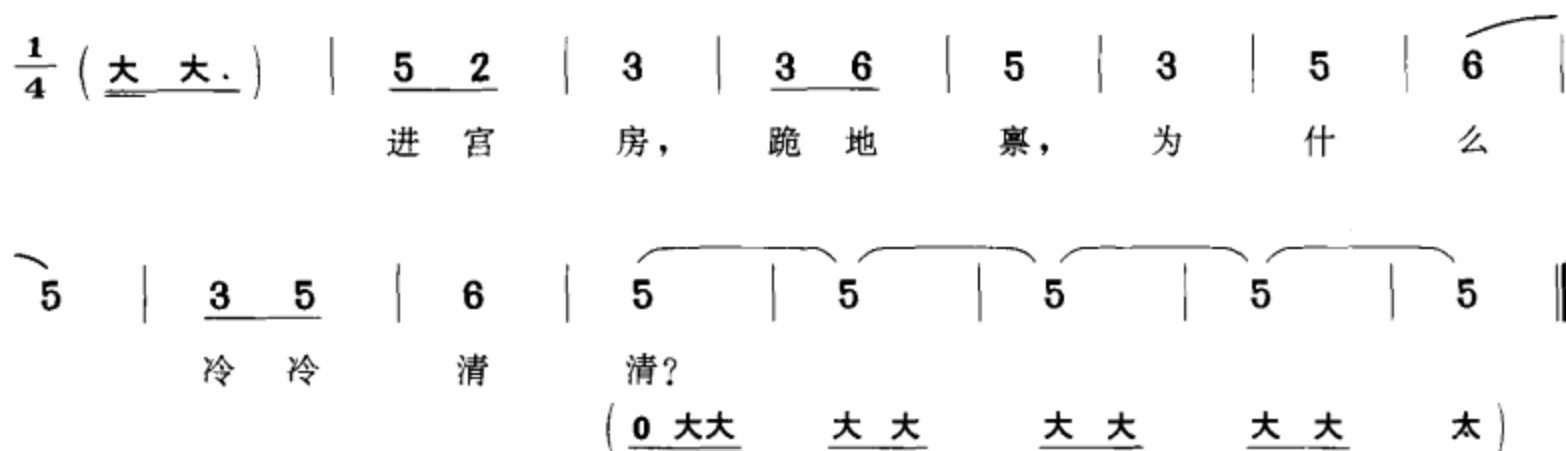 1/4 ( 大 大. ) | 5 2 | 3 | 3 6 | 5 | 3 | 5 | 6 |
进 宫 房， 跪 地 禀， 为 什 么
5 | 3 5 | 6 | 5 | 5 | 5 | 5 | 5 ‖
冷 冷 清 清？
( 0 大大 大 大 大 大 大 大 太 )